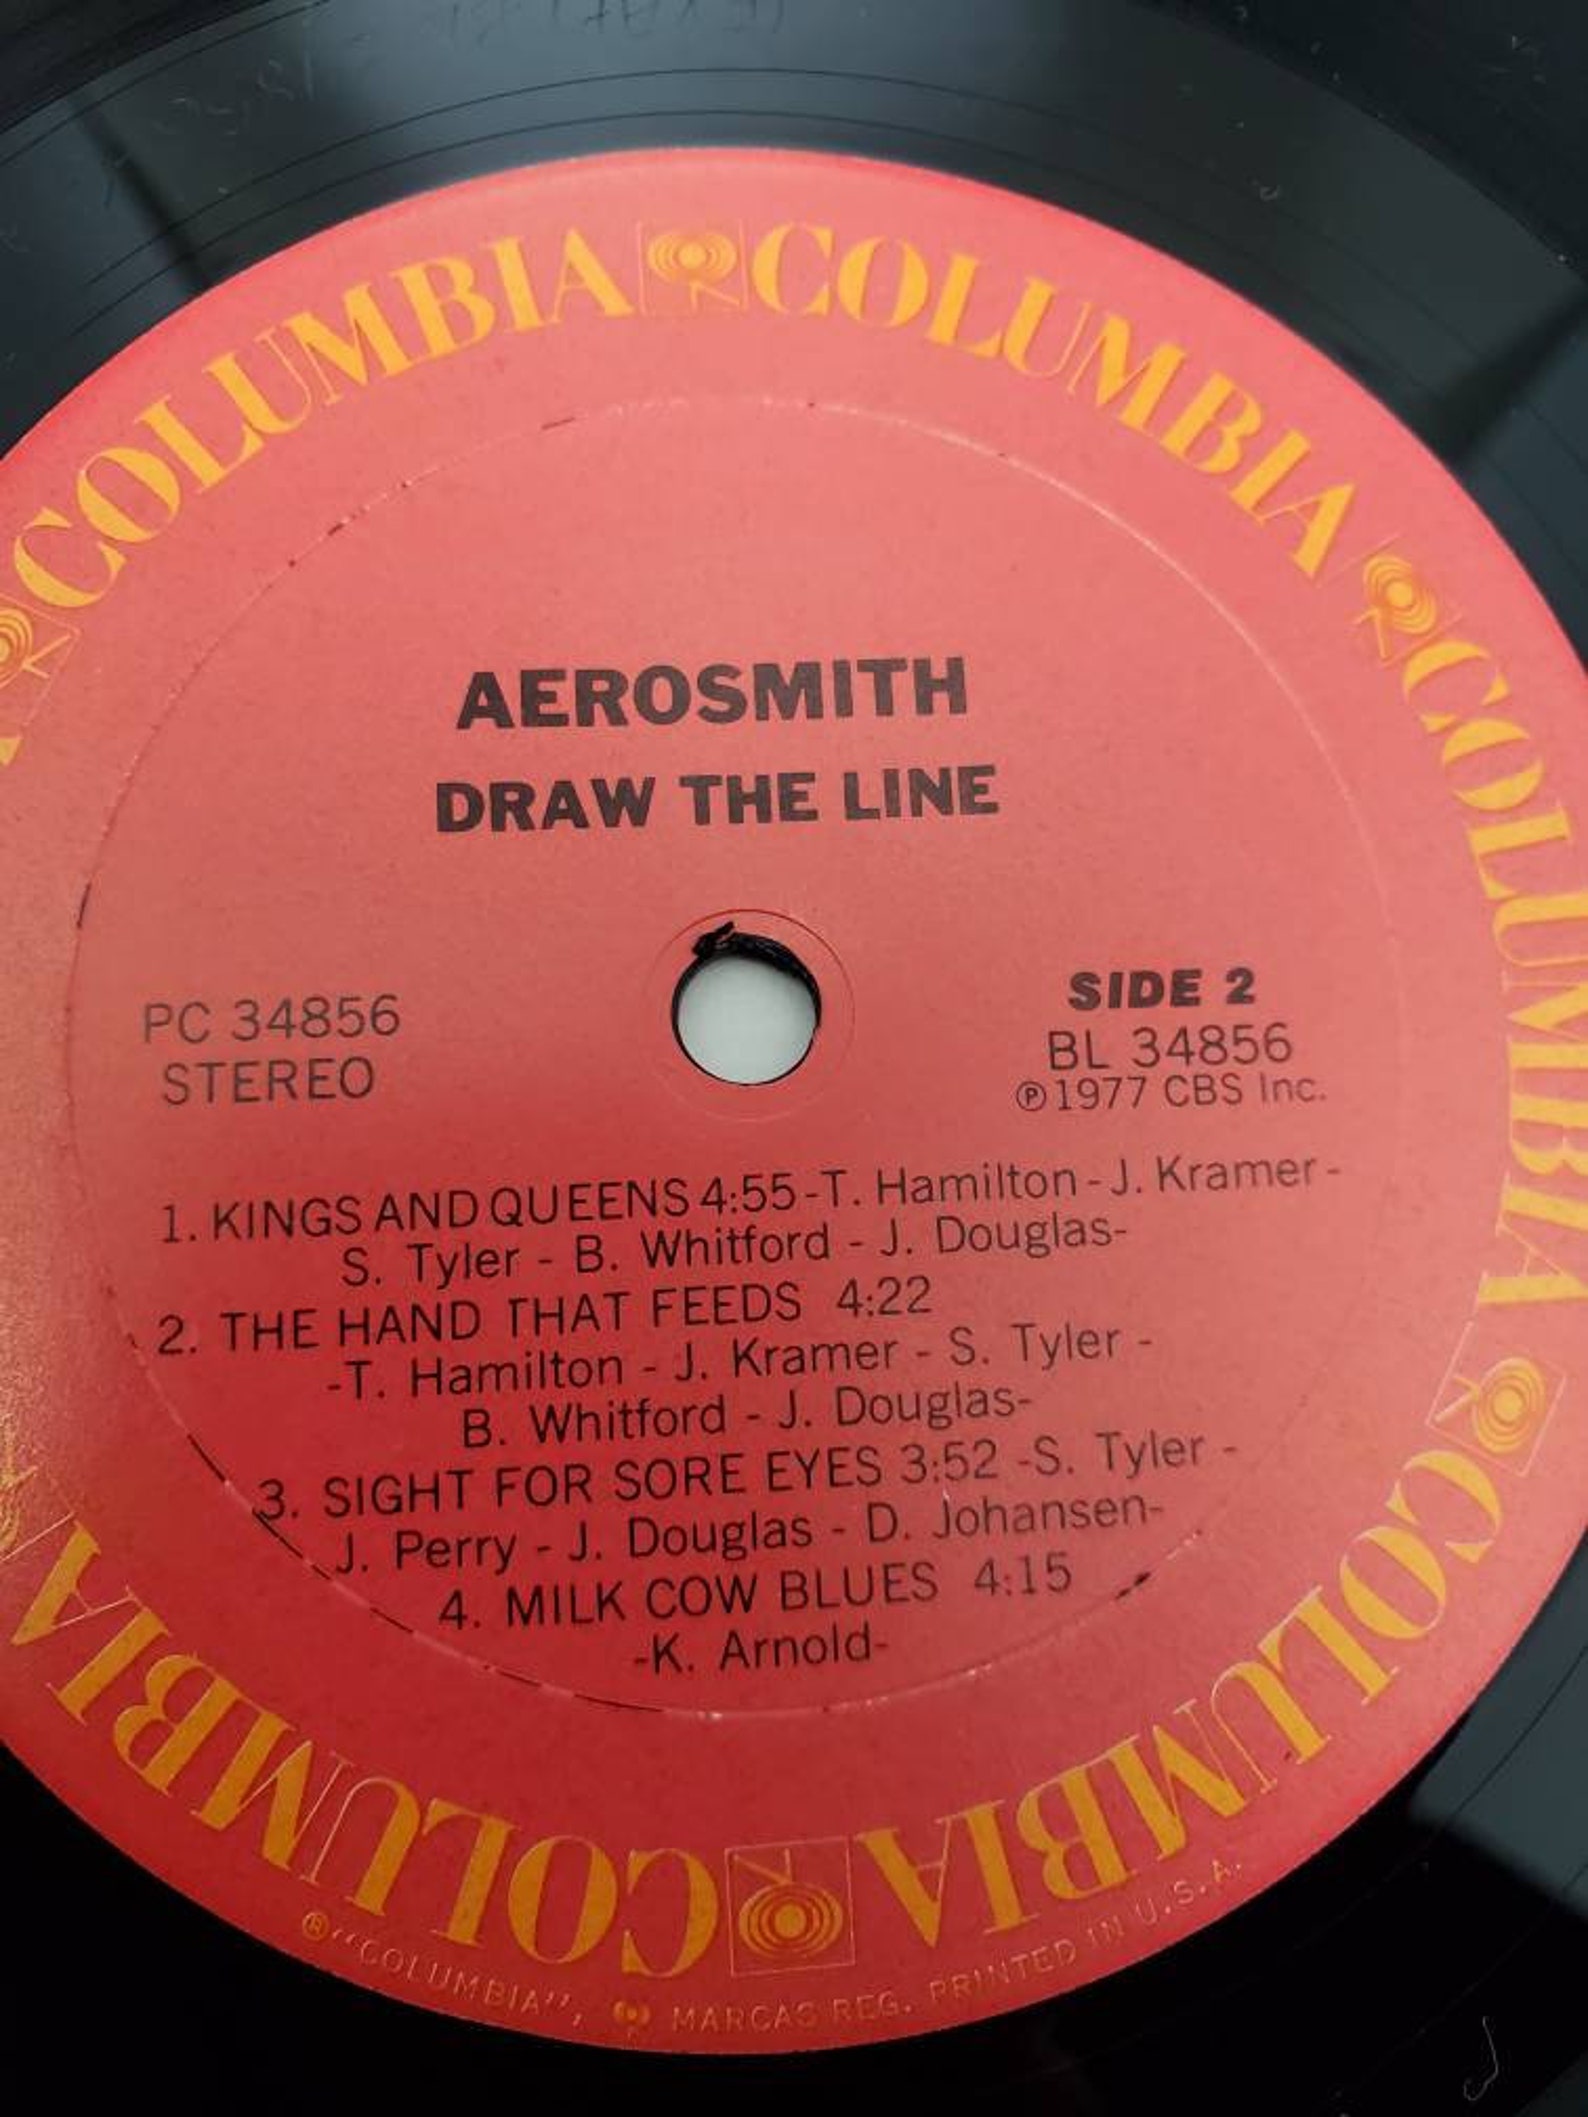 COLUMBIA COLUMBIA COLUMBIA COLUMBIA COLUMBIA COLUMBIA
AEROSMITH
DRAW THE LINE
PC 34856
STEREO
SIDE 2
BL 34856
℗ 1977 CBS Inc.
1. KINGS AND QUEENS 4:55 -T. Hamilton - J. Kramer -
S. Tyler - B. Whitford - J. Douglas-
2. THE HAND THAT FEEDS 4:22
-T. Hamilton - J. Kramer - S. Tyler -
B. Whitford - J. Douglas-
3. SIGHT FOR SORE EYES 3:52 -S. Tyler -
J. Perry - J. Douglas - D. Johansen-
4. MILK COW BLUES 4:15
-K. Arnold-
® "COLUMBIA", MARCAS REG. PRINTED IN U.S.A.